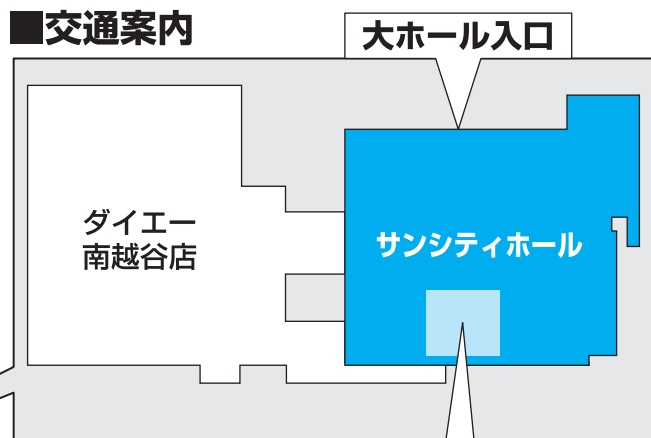 ■交通案内
大ホール入口
ダイエー
南越谷店
サンシティホール